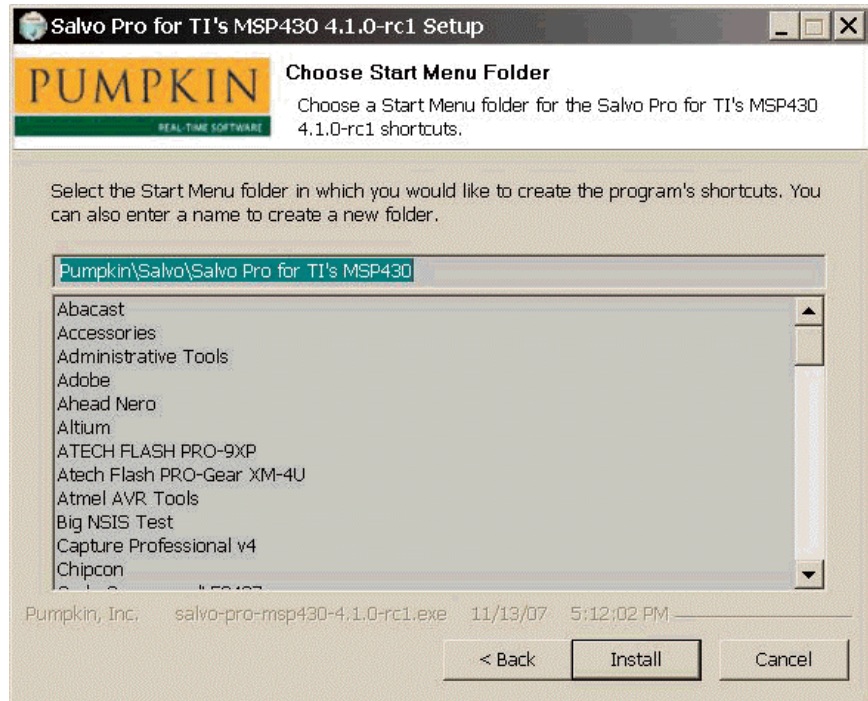 Salvo Pro for TI's MSP430 4.1.0-rc1 Setup
PUMPKIN
REAL-TIME SOFTWARE
Choose Start Menu Folder
Choose a Start Menu folder for the Salvo Pro for TI's MSP430
4.1.0-rc1 shortcuts.
Select the Start Menu folder in which you would like to create the program's shortcuts. You
can also enter a name to create a new folder.
Pumpkin\Salvo\Salvo Pro for TI's MSP430
Abacast
Accessories
Administrative Tools
Adobe
Ahead Nero
Altium
ATECH FLASH PRO-9XP
Atech Flash PRO-Gear XM-4U
Atmel AVR Tools
Big NSIS Test
Capture Professional v4
Chipcon
Pumpkin, Inc. salvo-pro-msp430-4.1.0-rc1.exe 11/13/07 5:12:02 PM
< Back Install Cancel